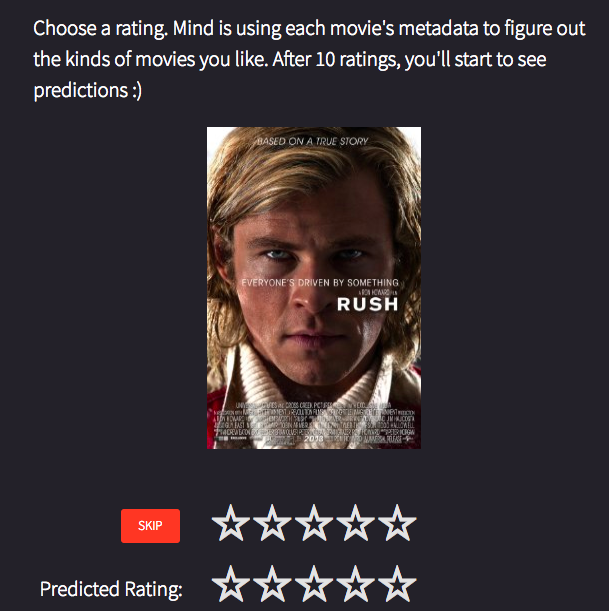 Choose a rating. Mind is using each movie's metadata to figure out
the kinds of movies you like. After 10 ratings, you'll start to see
predictions :)
BASED ON A TRUE STORY
EVERYONE'S DRIVEN BY SOMETHING
A RON HOWARD FILM
RUSH
2013
SKIP
Predicted Rating: